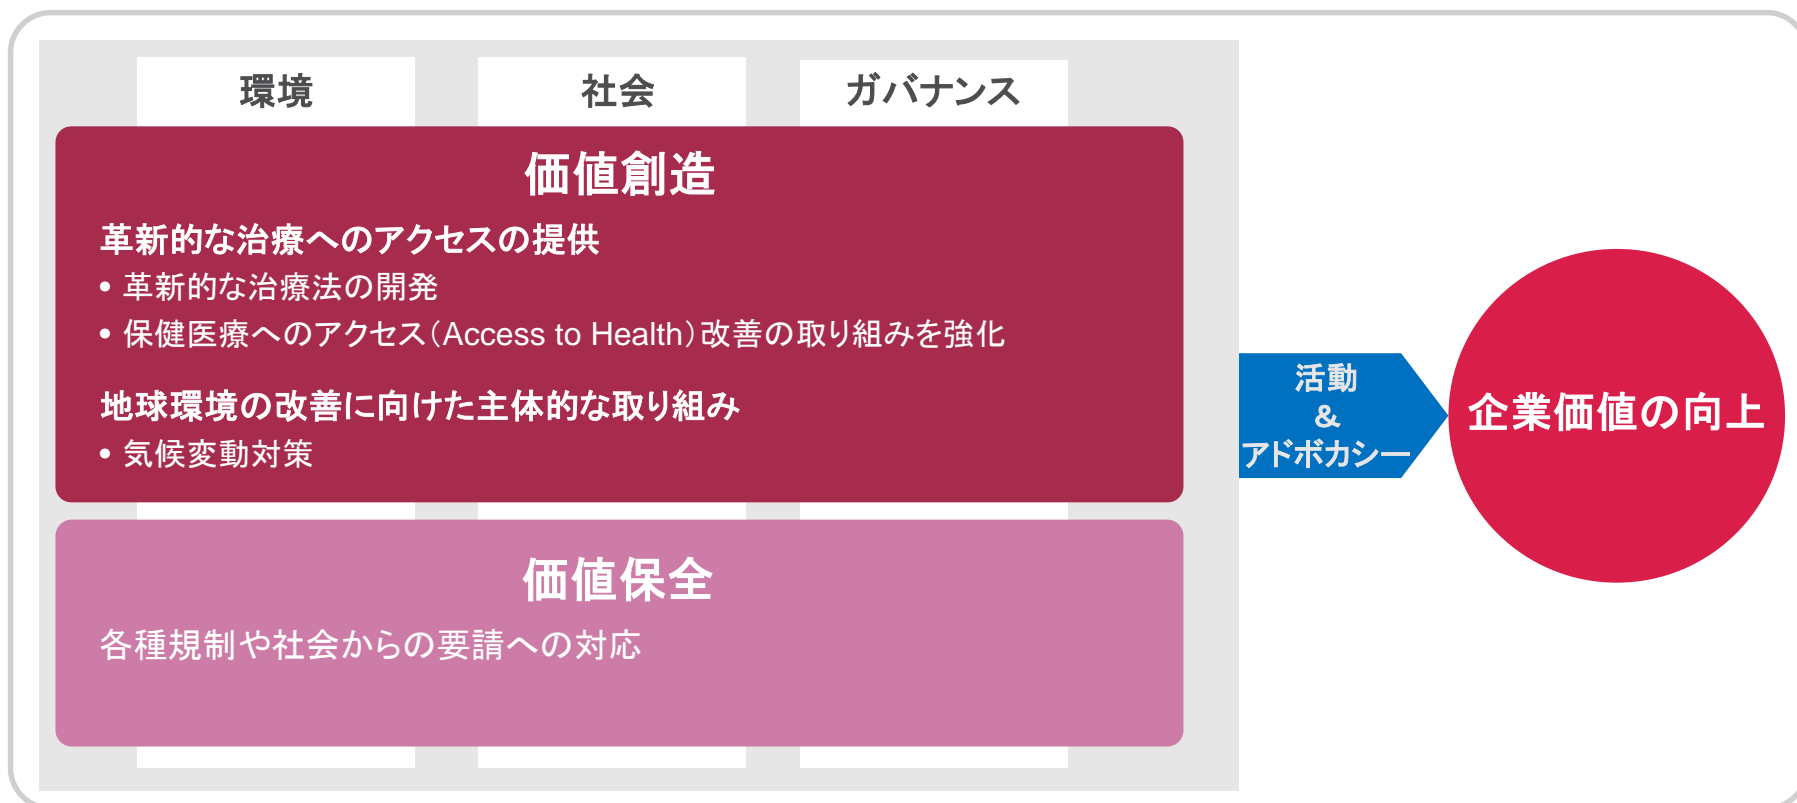 環境
社会
ガバナンス
価値創造
革新的な治療へのアクセスの提供
• 革新的な治療法の開発
• 保健医療へのアクセス（Access to Health）改善の取り組みを強化
地球環境の改善に向けた主体的な取り組み
• 気候変動対策
価値保全
各種規制や社会からの要請への対応
活動
&
アドボカシー
企業価値の向上